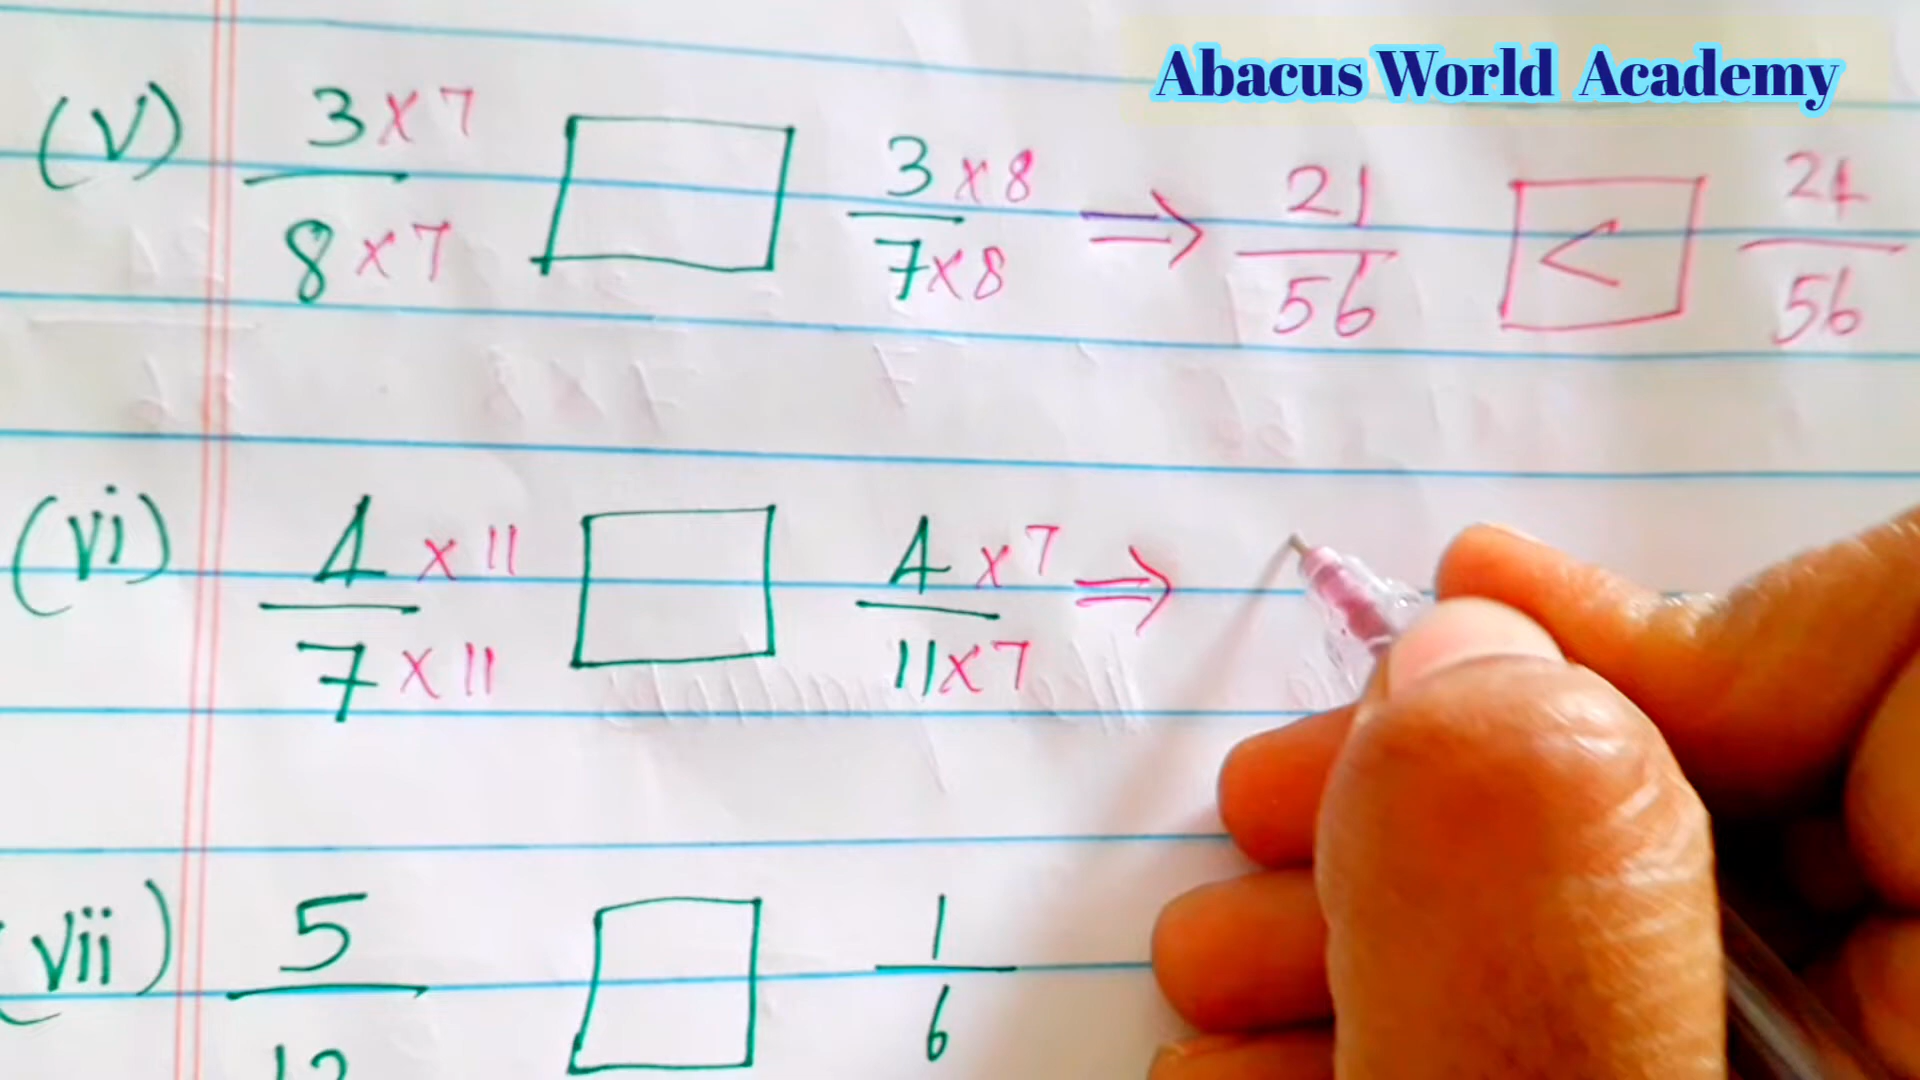 Abacus World Academy
(v) 3×7/8×7 □ 3×8/7×8 ⇒ 21/56 < 24/56
(vi) 4×11/7×11 □ 4×7/11×7 ⇒
(vii) 5/12 □ 1/6